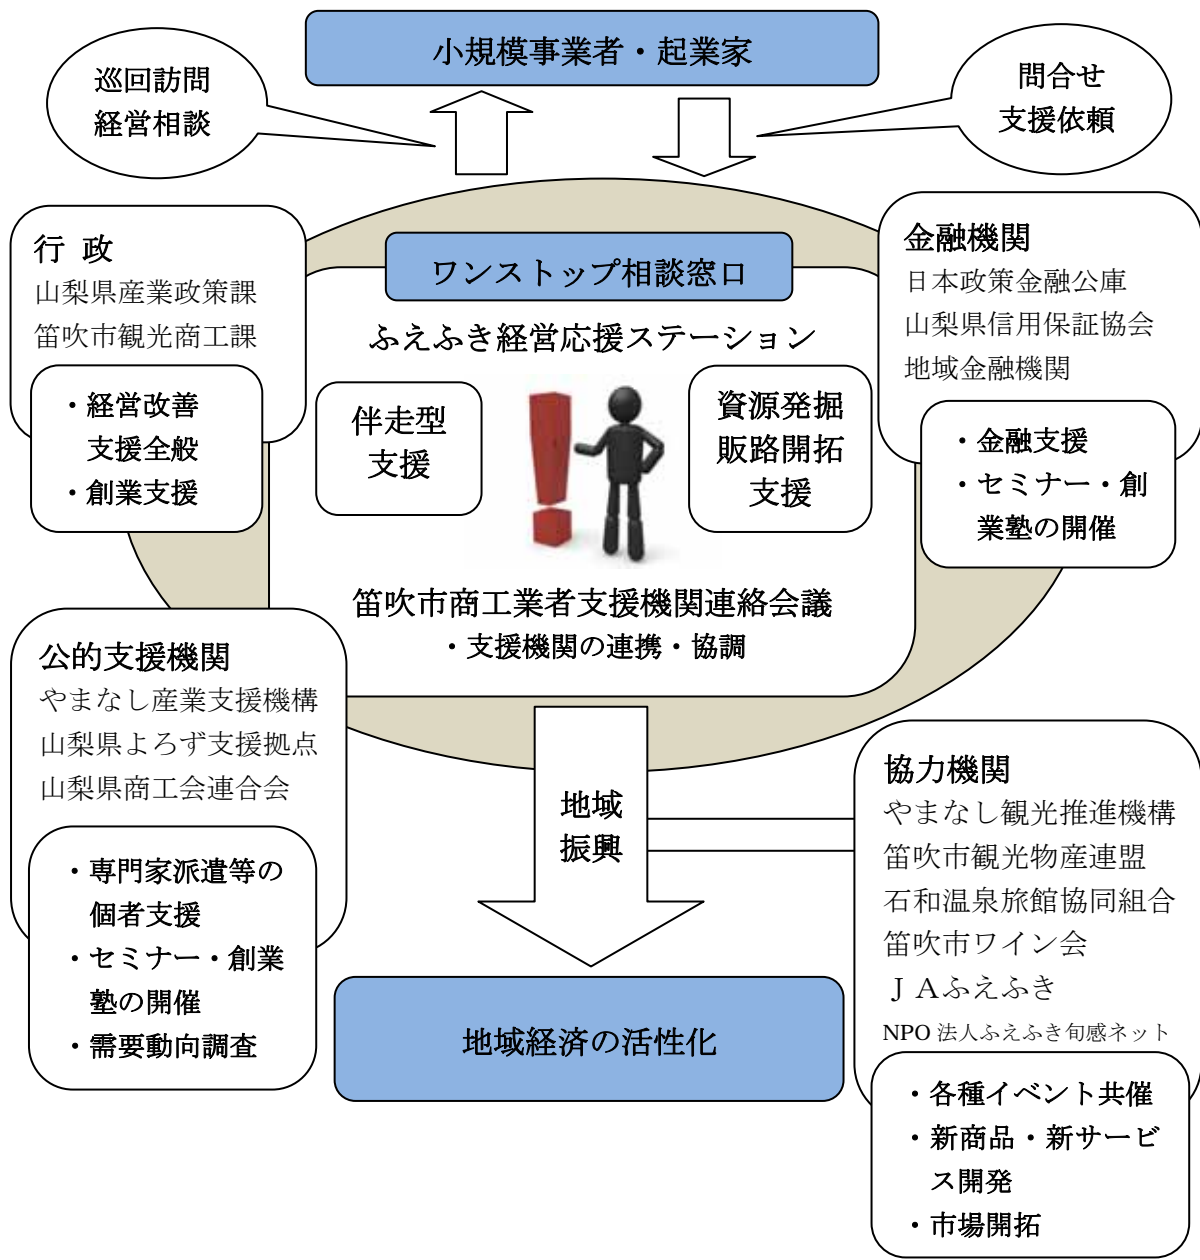 小規模事業者・起業家
巡回訪問
経営相談
問合せ
支援依頼
行 政
山梨県産業政策課
笛吹市観光商工課
・経営改善
支援全般
・創業支援
金融機関
日本政策金融公庫
山梨県信用保証協会
地域金融機関
・金融支援
・セミナー・創
業塾の開催
ワンストップ相談窓口
ふえふき経営応援ステーション
伴走型
支援
資源発掘
販路開拓
支援
笛吹市商工業者支援機関連絡会議
・支援機関の連携・協調
公的支援機関
やまなし産業支援機構
山梨県よろず支援拠点
山梨県商工会連合会
・専門家派遣等の
個者支援
・セミナー・創業
塾の開催
・需要動向調査
地域
振興
協力機関
やまなし観光推進機構
笛吹市観光物産連盟
石和温泉旅館協同組合
笛吹市ワイン会
ＪＡふえふき
NPO 法人ふえふき旬感ネット
・各種イベント共催
・新商品・新サービ
ス開発
・市場開拓
地域経済の活性化